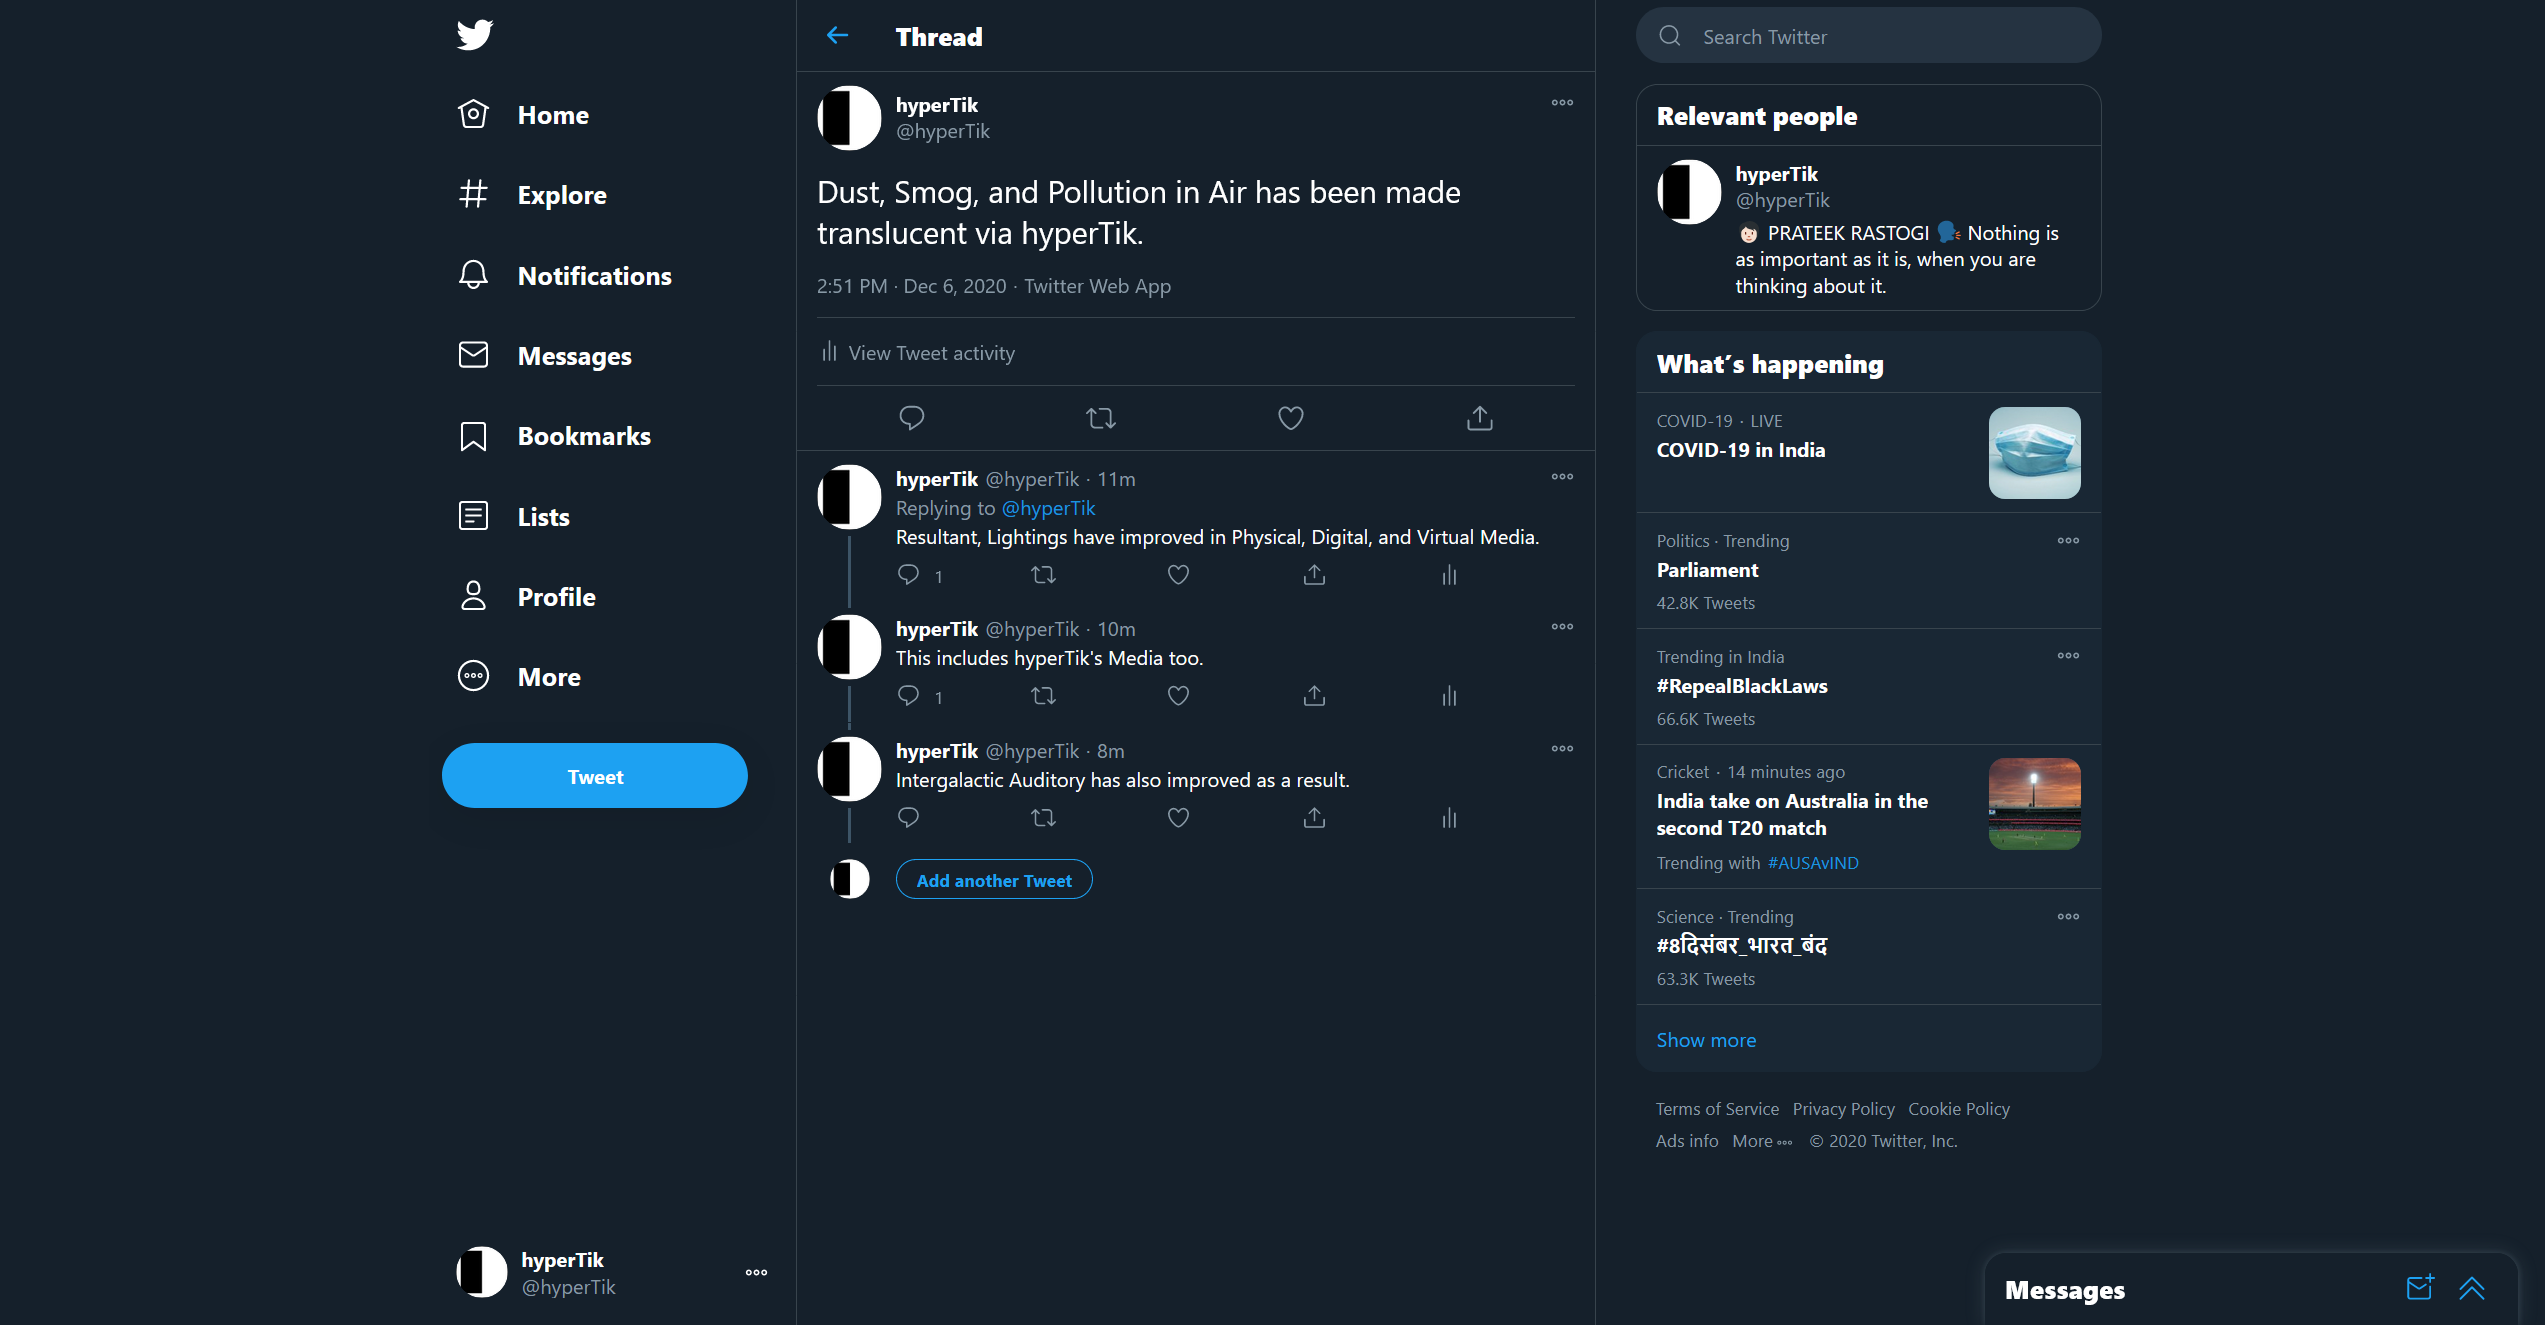 Home
Explore
Notifications
Messages
Bookmarks
Lists
Profile
More
Tweet
hyperTik
@hyperTik
Thread
hyperTik
@hyperTik
Dust, Smog, and Pollution in Air has been made
translucent via hyperTik.
2:51 PM · Dec 6, 2020 · Twitter Web App
View Tweet activity
hyperTik @hyperTik · 11m
Replying to @hyperTik
Resultant, Lightings have improved in Physical, Digital, and Virtual Media.
1
hyperTik @hyperTik · 10m
This includes hyperTik's Media too.
1
hyperTik @hyperTik · 8m
Intergalactic Auditory has also improved as a result.
Add another Tweet
Search Twitter
Relevant people
hyperTik
@hyperTik
PRATEEK RASTOGI Nothing is
as important as it is, when you are
thinking about it.
What's happening
COVID-19 · LIVE
COVID-19 in India
Politics · Trending
Parliament
42.8K Tweets
Trending in India
#RepealBlackLaws
66.6K Tweets
Cricket · 14 minutes ago
India take on Australia in the
second T20 match
Trending with #AUSAvIND
Science · Trending
#8दिसंबर_भारत_बंद
63.3K Tweets
Show more
Terms of Service Privacy Policy Cookie Policy
Ads info More © 2020 Twitter, Inc.
Messages